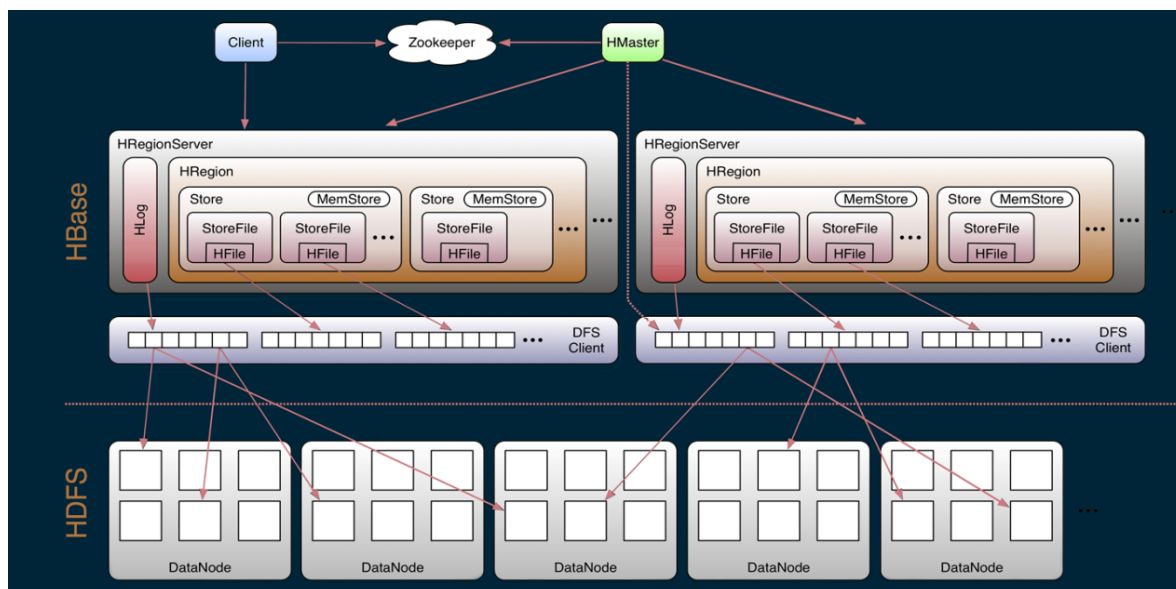 Client
Zookeeper
HMaster
HBase
HRegionServer
HLog
HRegion
Store
MemStore
StoreFile
HFile
StoreFile
HFile
...
Store
MemStore
StoreFile
HFile
...
...
HRegionServer
HLog
HRegion
Store
MemStore
StoreFile
HFile
StoreFile
HFile
...
Store
MemStore
StoreFile
HFile
...
...
...
...
DFS
Client
...
DFS
Client
HDFS
DataNode
DataNode
DataNode
DataNode
DataNode
...